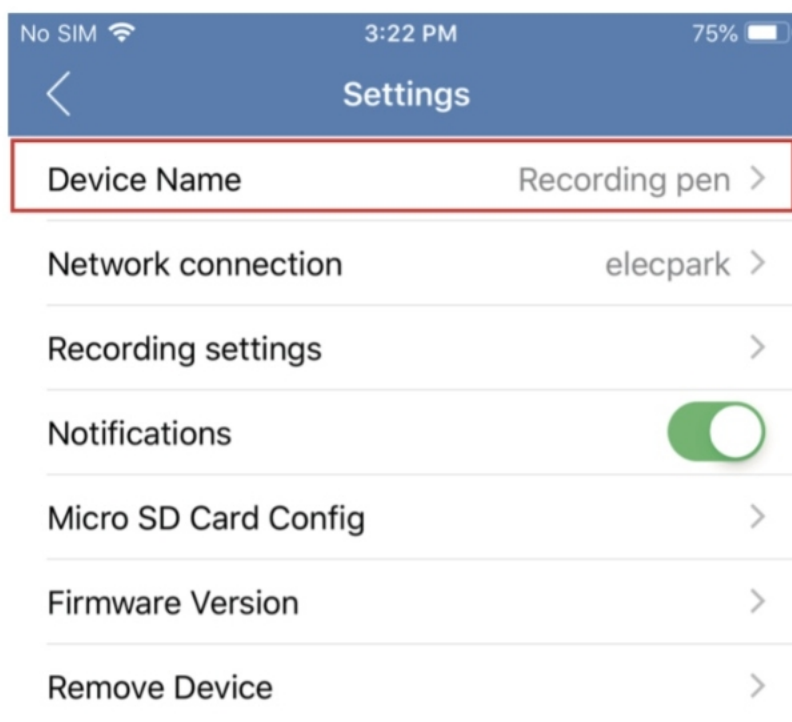 No SIM 3:22 PM 75%
Settings
Device Name Recording pen
Network connection elecpark
Recording settings
Notifications
Micro SD Card Config
Firmware Version
Remove Device